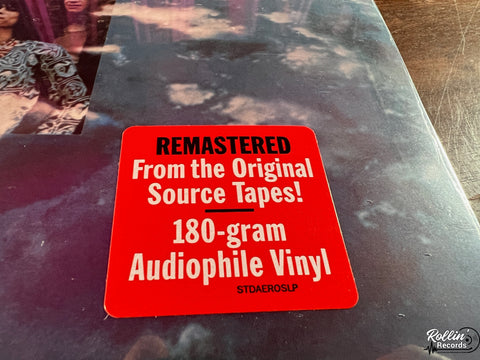 REMASTERED
From the Original
Source Tapes!
180-gram
Audiophile Vinyl
STDAEROSLP
Rollin'
Records